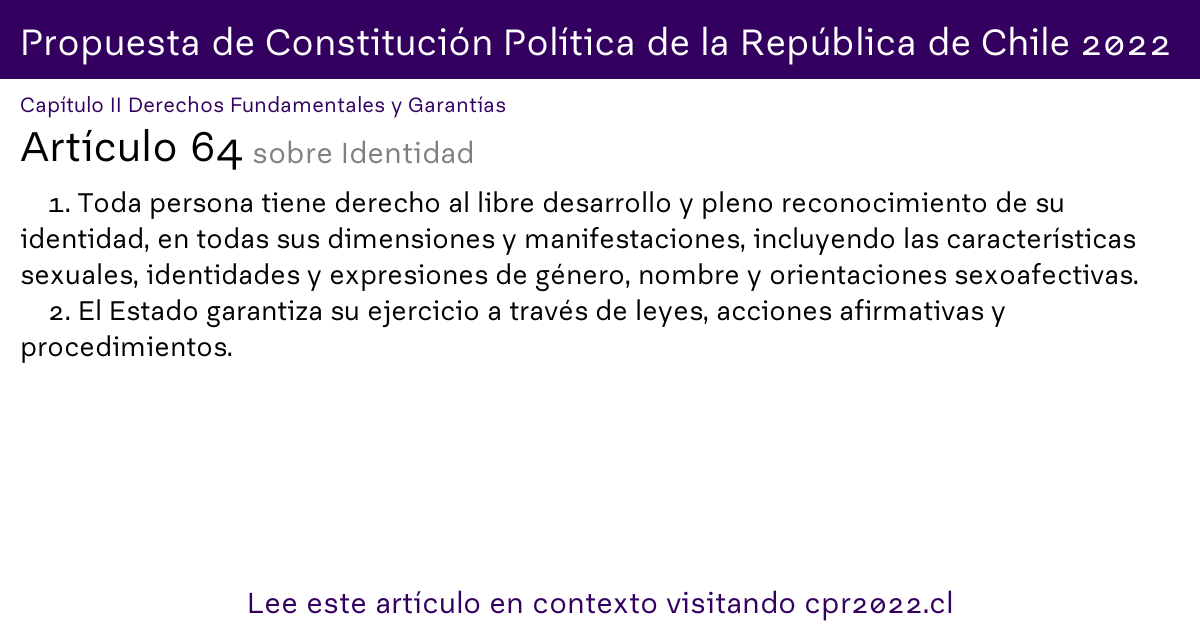 Propuesta de Constitución Política de la República de Chile 2022
Capítulo II Derechos Fundamentales y Garantías
Artículo 64 sobre Identidad
1. Toda persona tiene derecho al libre desarrollo y pleno reconocimiento de su
identidad, en todas sus dimensiones y manifestaciones, incluyendo las características
sexuales, identidades y expresiones de género, nombre y orientaciones sexoafectivas.
2. El Estado garantiza su ejercicio a través de leyes, acciones afirmativas y
procedimientos.
Lee este artículo en contexto visitando cpr2022.cl